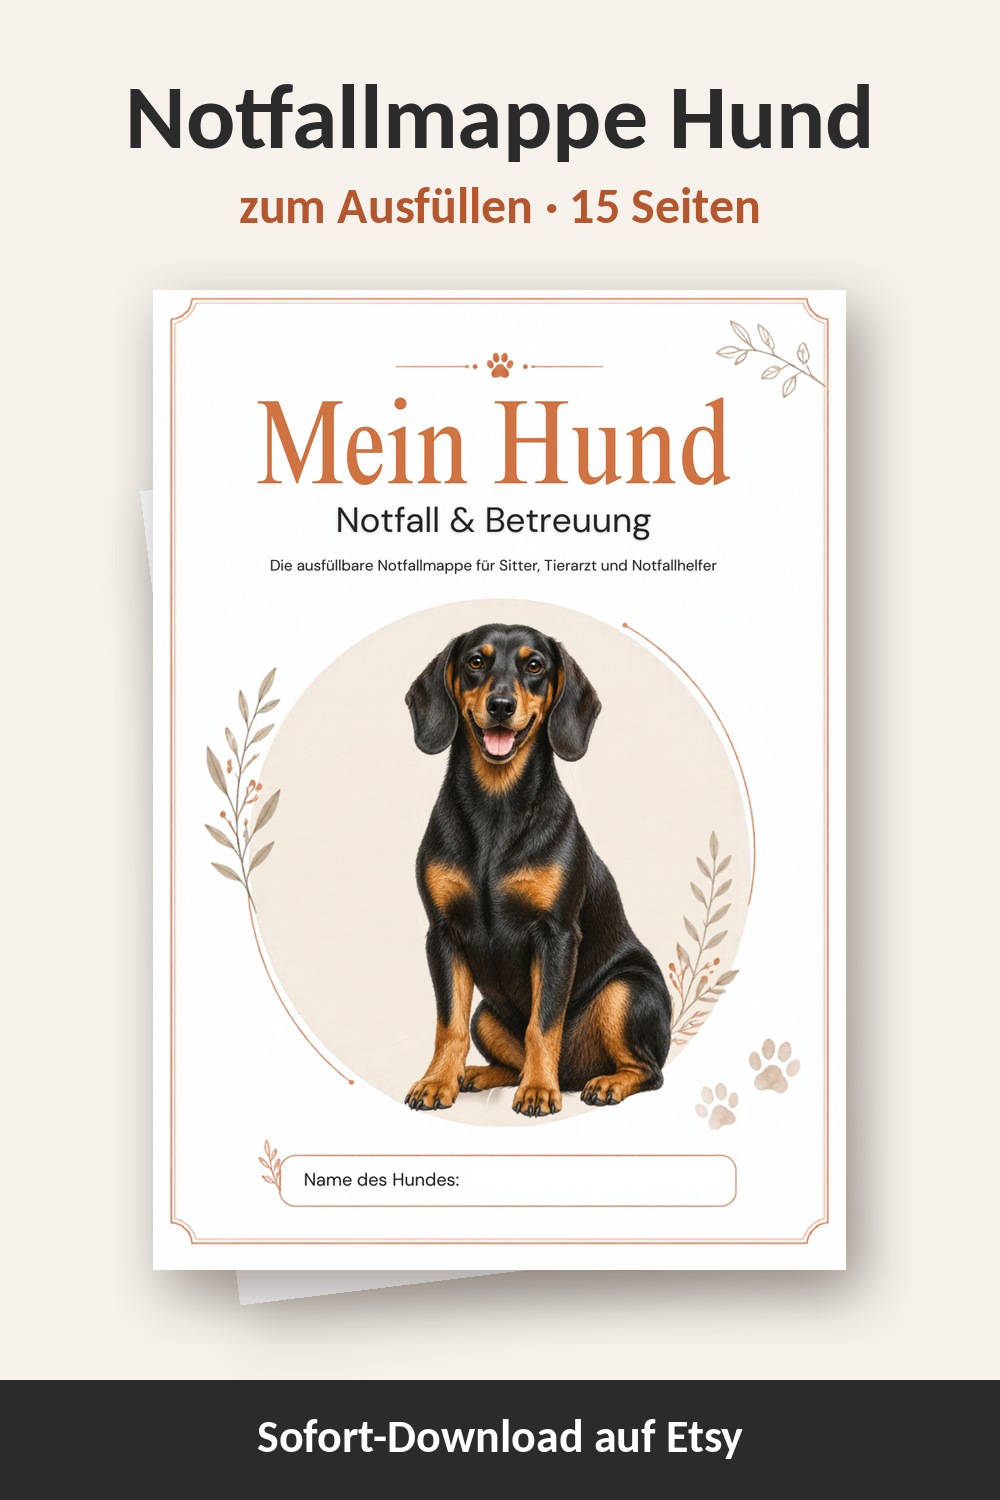 Notfallmappe Hund
zum Ausfüllen · 15 Seiten
Mein Hund
Notfall & Betreuung
Die ausfüllbare Notfallmappe für Sitter, Tierarzt und Notfallhelfer
Name des Hundes:
Sofort-Download auf Etsy